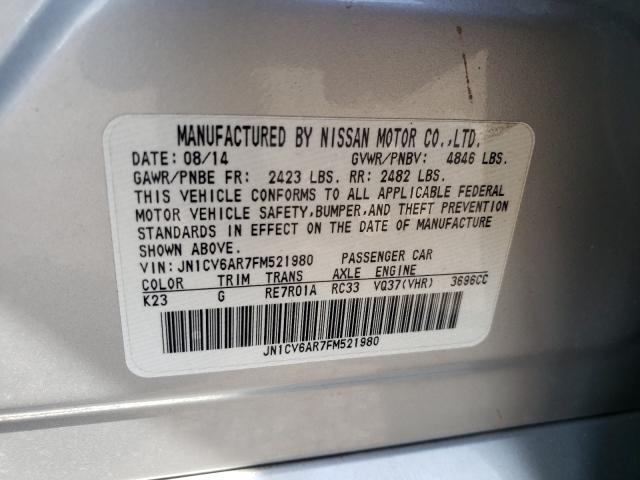 MANUFACTURED BY NISSAN MOTOR CO.,LTD.
DATE: 08/14 GVWR/PNBV: 4846 LBS.
GAWR/PNBE FR: 2423 LBS. RR: 2482 LBS.
THIS VEHICLE CONFORMS TO ALL APPLICABLE FEDERAL
MOTOR VEHICLE SAFETY,BUMPER,AND THEFT PREVENTION
STANDARDS IN EFFECT ON THE DATE OF MANUFACTURE
SHOWN ABOVE.
VIN: JN1CV6AR7FM521980 PASSENGER CAR
COLOR TRIM TRANS AXLE ENGINE
K23 G RE7R01A RC33 VQ37(VHR) 3696CC
JN1CV6AR7FM521980